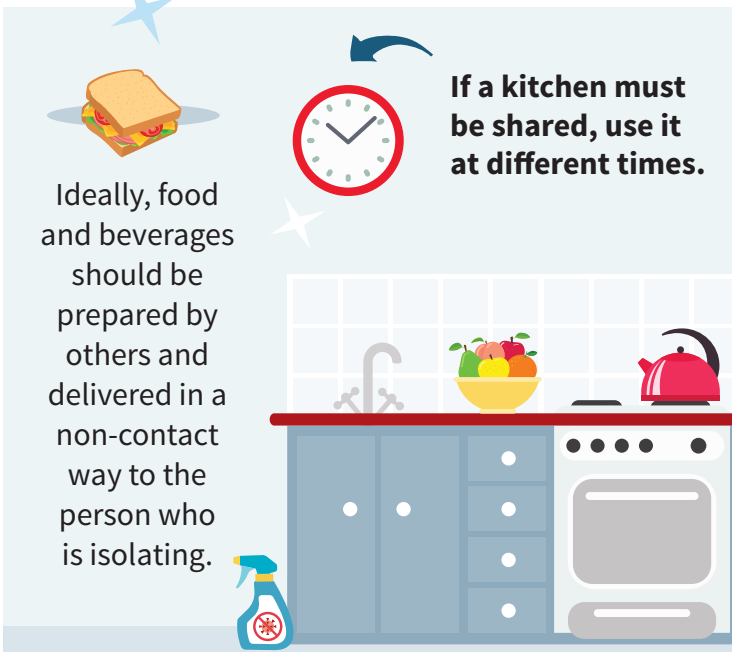 If a kitchen must
be shared, use it
at different times.
Ideally, food
and beverages
should be
prepared by
others and
delivered in a
non-contact
way to the
person who
is isolating.